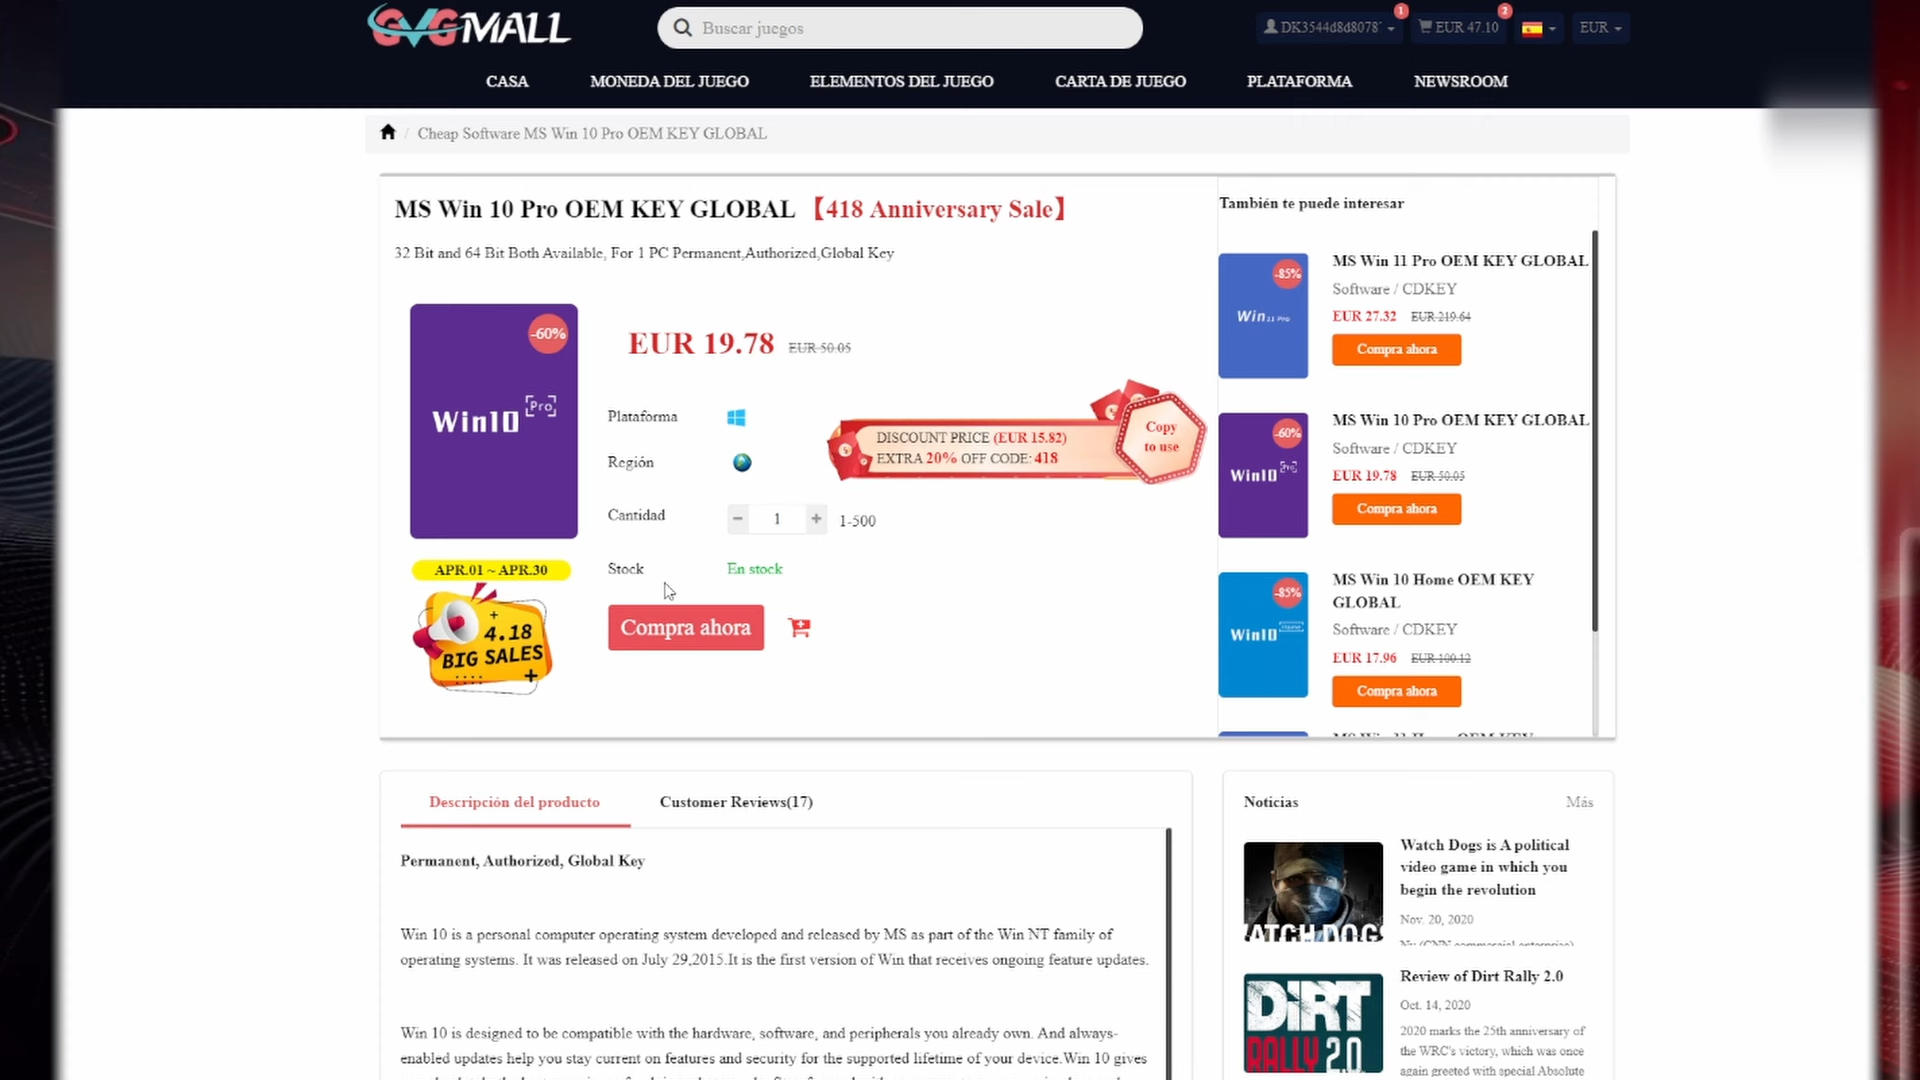 GVGMALL
Buscar juegos
1
DK3544d8d8078
EUR 47.10
2
EUR
CASA
MONEDA DEL JUEGO
ELEMENTOS DEL JUEGO
CARTA DE JUEGO
PLATAFORMA
NEWSROOM
/ Cheap Software MS Win 10 Pro OEM KEY GLOBAL
MS Win 10 Pro OEM KEY GLOBAL 【418 Anniversary Sale】
32 Bit and 64 Bit Both Available, For 1 PC Permanent,Authorized,Global Key
-60%
Win10 Pro
EUR 19.78 EUR 50.05
Plataforma
Región
DISCOUNT PRICE (EUR 15.82)
EXTRA 20% OFF CODE: 418
Copy
to use
Cantidad
− 1 + 1-500
Stock
En stock
Compra ahora
APR.01 ~ APR.30
4.18
BIG SALES
También te puede interesar
-85%
Win 11 Pro
MS Win 11 Pro OEM KEY GLOBAL
Software / CDKEY
EUR 27.32 EUR 219.64
Compra ahora
-60%
Win10 Pro
MS Win 10 Pro OEM KEY GLOBAL
Software / CDKEY
EUR 19.78 EUR 50.05
Compra ahora
-85%
Win10 Home
MS Win 10 Home OEM KEY
GLOBAL
Software / CDKEY
EUR 17.96 EUR 100.12
Compra ahora
Descripción del producto
Customer Reviews(17)
Permanent, Authorized, Global Key
Win 10 is a personal computer operating system developed and released by MS as part of the Win NT family of
operating systems. It was released on July 29,2015.It is the first version of Win that receives ongoing feature updates.
Win 10 is designed to be compatible with the hardware, software, and peripherals you already own. And always-
enabled updates help you stay current on features and security for the supported lifetime of your device.Win 10 gives
Noticias
Más
WATCH DOGS
Watch Dogs is A political
video game in which you
begin the revolution
Nov. 20, 2020
DiRT
RALLY 2.0
Review of Dirt Rally 2.0
Oct. 14, 2020
2020 marks the 25th anniversary of
the WRC's victory, which was once
again greeted with special Absolute